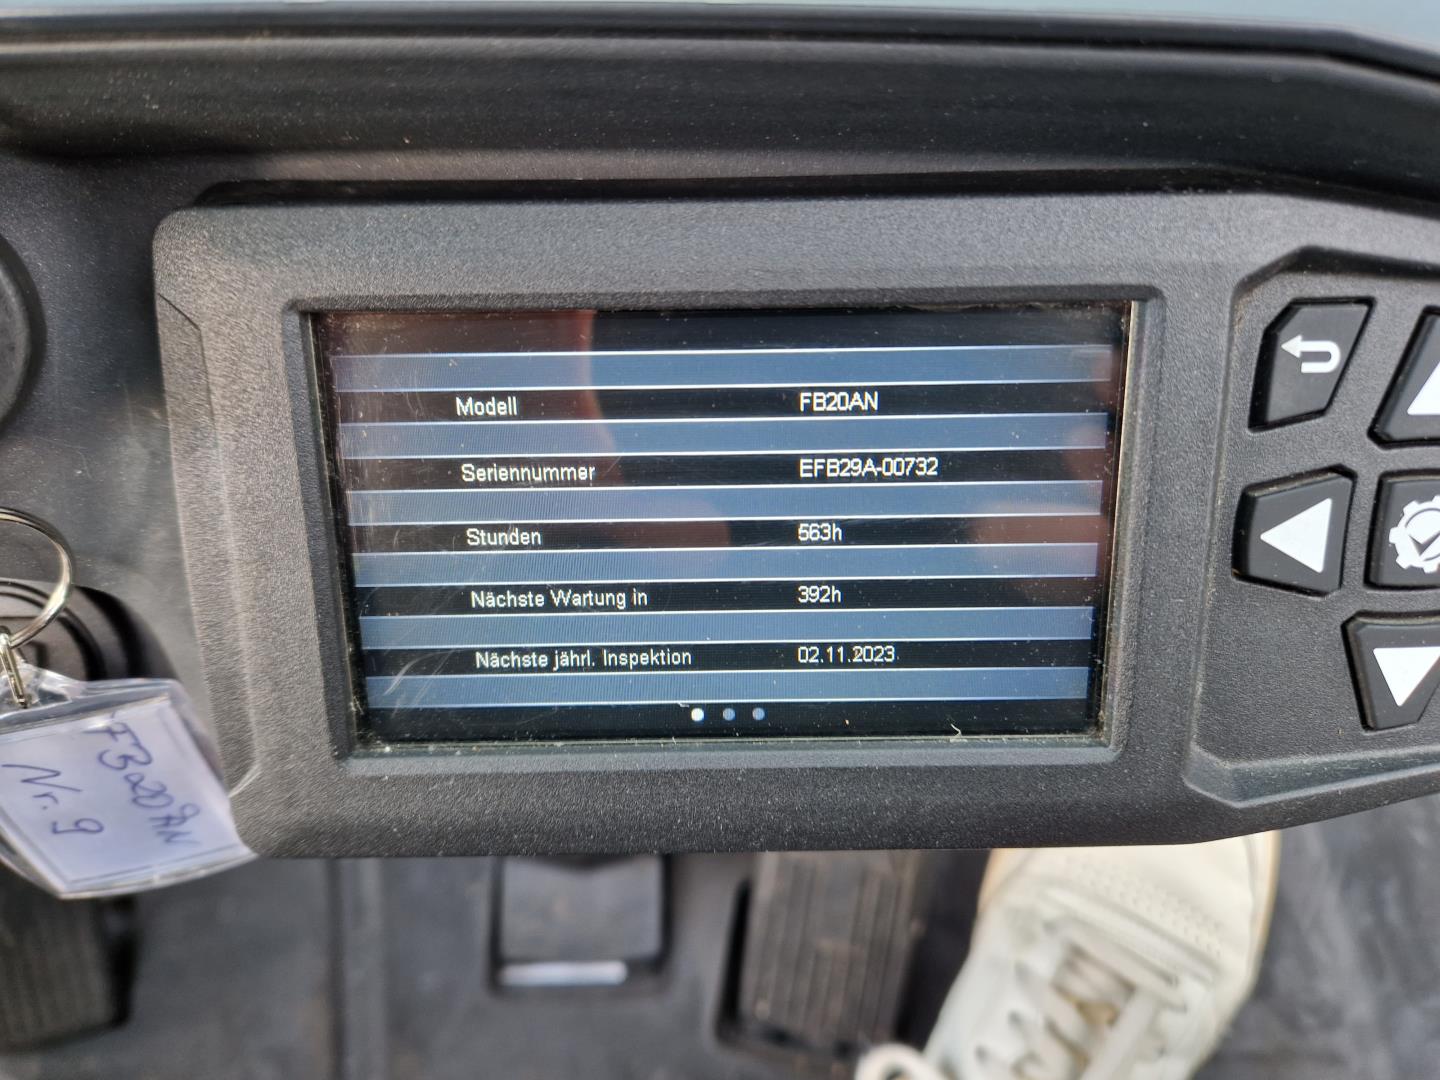 Modell FB20AN
Seriennummer EFB29A-00732
Stunden 563h
Nächste Wartung in 392h
Nächste jährl. Inspektion 02.11.2023
FB20AN
Nr. 9